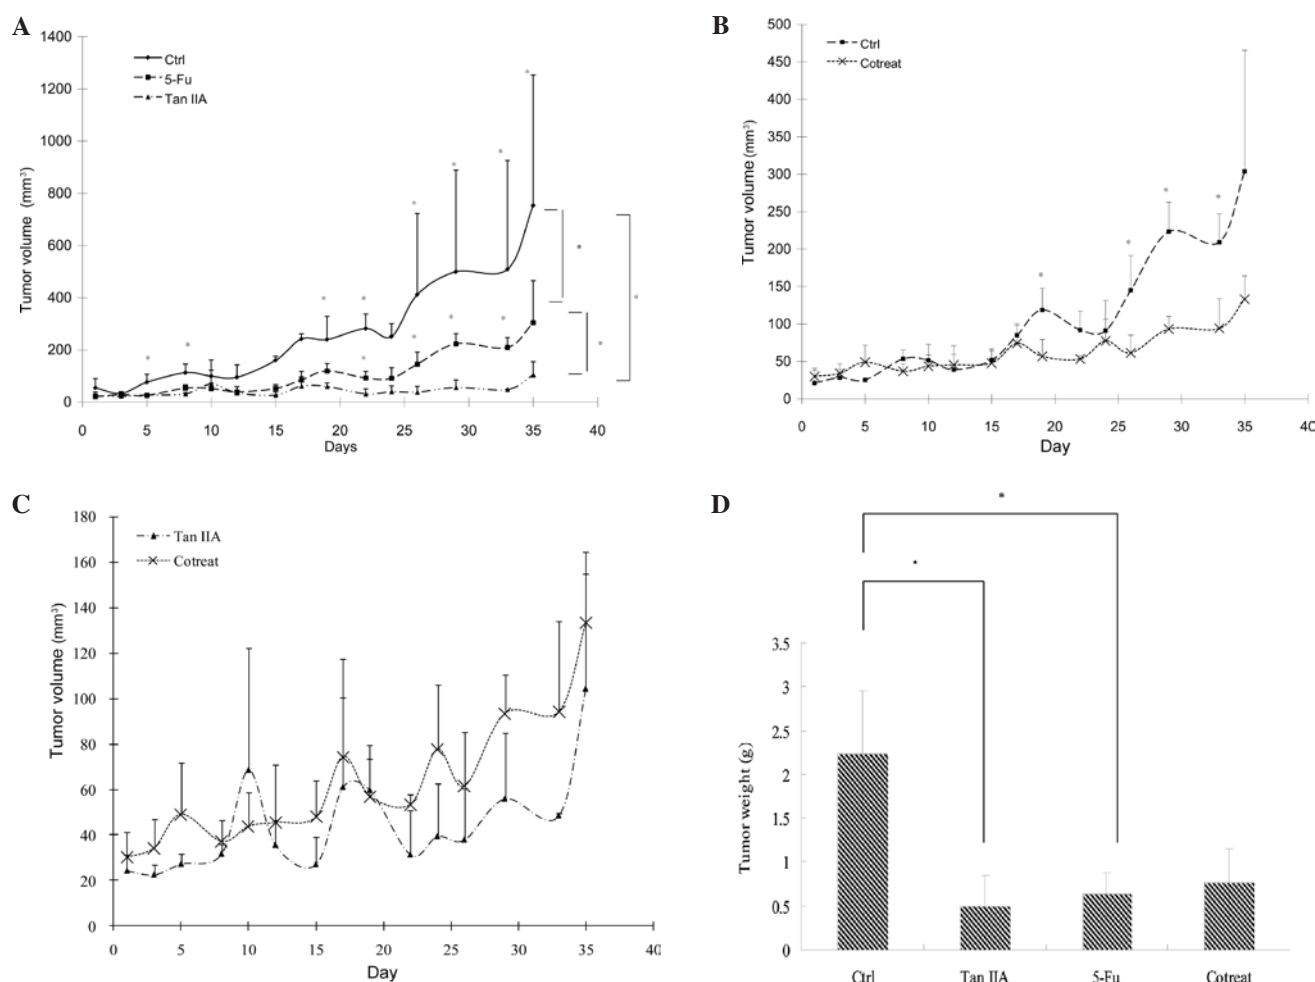 A
1400
1200
1000
800
600
400
200
0
Tumor volume (mm³)
Ctrl
5-Fu
Tan IIA
* * * * * * * * * * * * * * * *
0 5 10 15 20 25 30 35 40
Days
B
500
450
400
350
300
250
200
150
100
50
0
Tumor volume (mm³)
Ctrl
Cotreat
* * * *
0 5 10 15 20 25 30 35 40
Day
C
180
160
140
120
100
80
60
40
20
0
Tumor volume (mm³)
Tan IIA
Cotreat
0 5 10 15 20 25 30 35 40
Day
D
*
*
3.5
3
2.5
2
1.5
1
0.5
0
Tumor weight (g)
Ctrl Tan IIA 5-Fu Cotreat